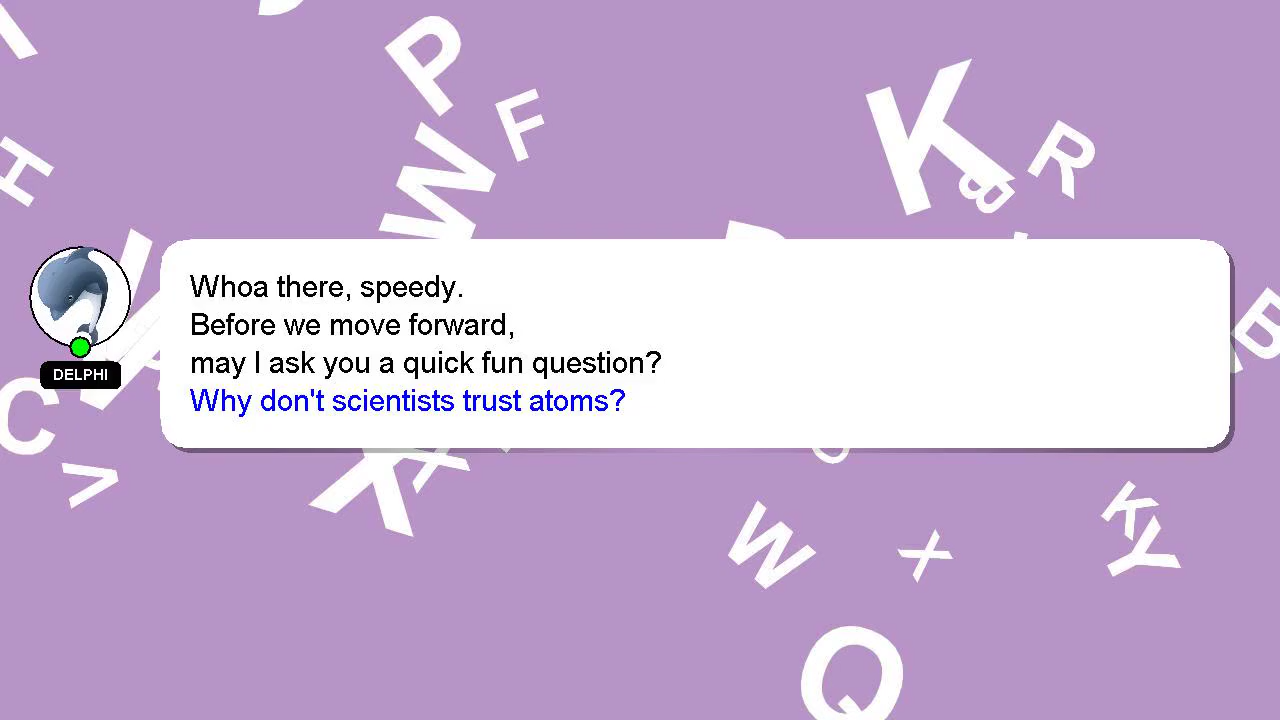 Whoa there, speedy.
Before we move forward,
may I ask you a quick fun question?
Why don't scientists trust atoms?
DELPHI
P
F
W
K
R
B
H
C
V
X
X
W
X
K
Y
Q
B